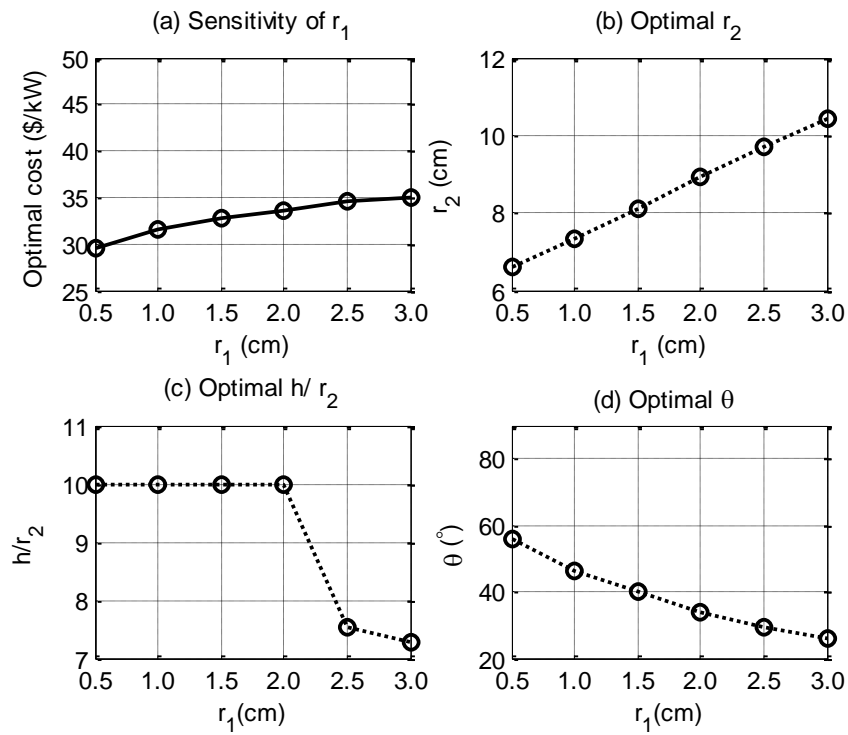 (a) Sensitivity of r1
50
45
40
35
30
25
Optimal cost ($/kW)
0.5 1.0 1.5 2.0 2.5 3.0
r1 (cm)
(b) Optimal r2
12
10
8
6
r2 (cm)
0.5 1.0 1.5 2.0 2.5 3.0
r1 (cm)
(c) Optimal h/ r2
11
10
9
8
7
h/r2
0.5 1.0 1.5 2.0 2.5 3.0
r1(cm)
(d) Optimal θ
80
60
40
20
θ (°)
0.5 1.0 1.5 2.0 2.5 3.0
r1(cm)